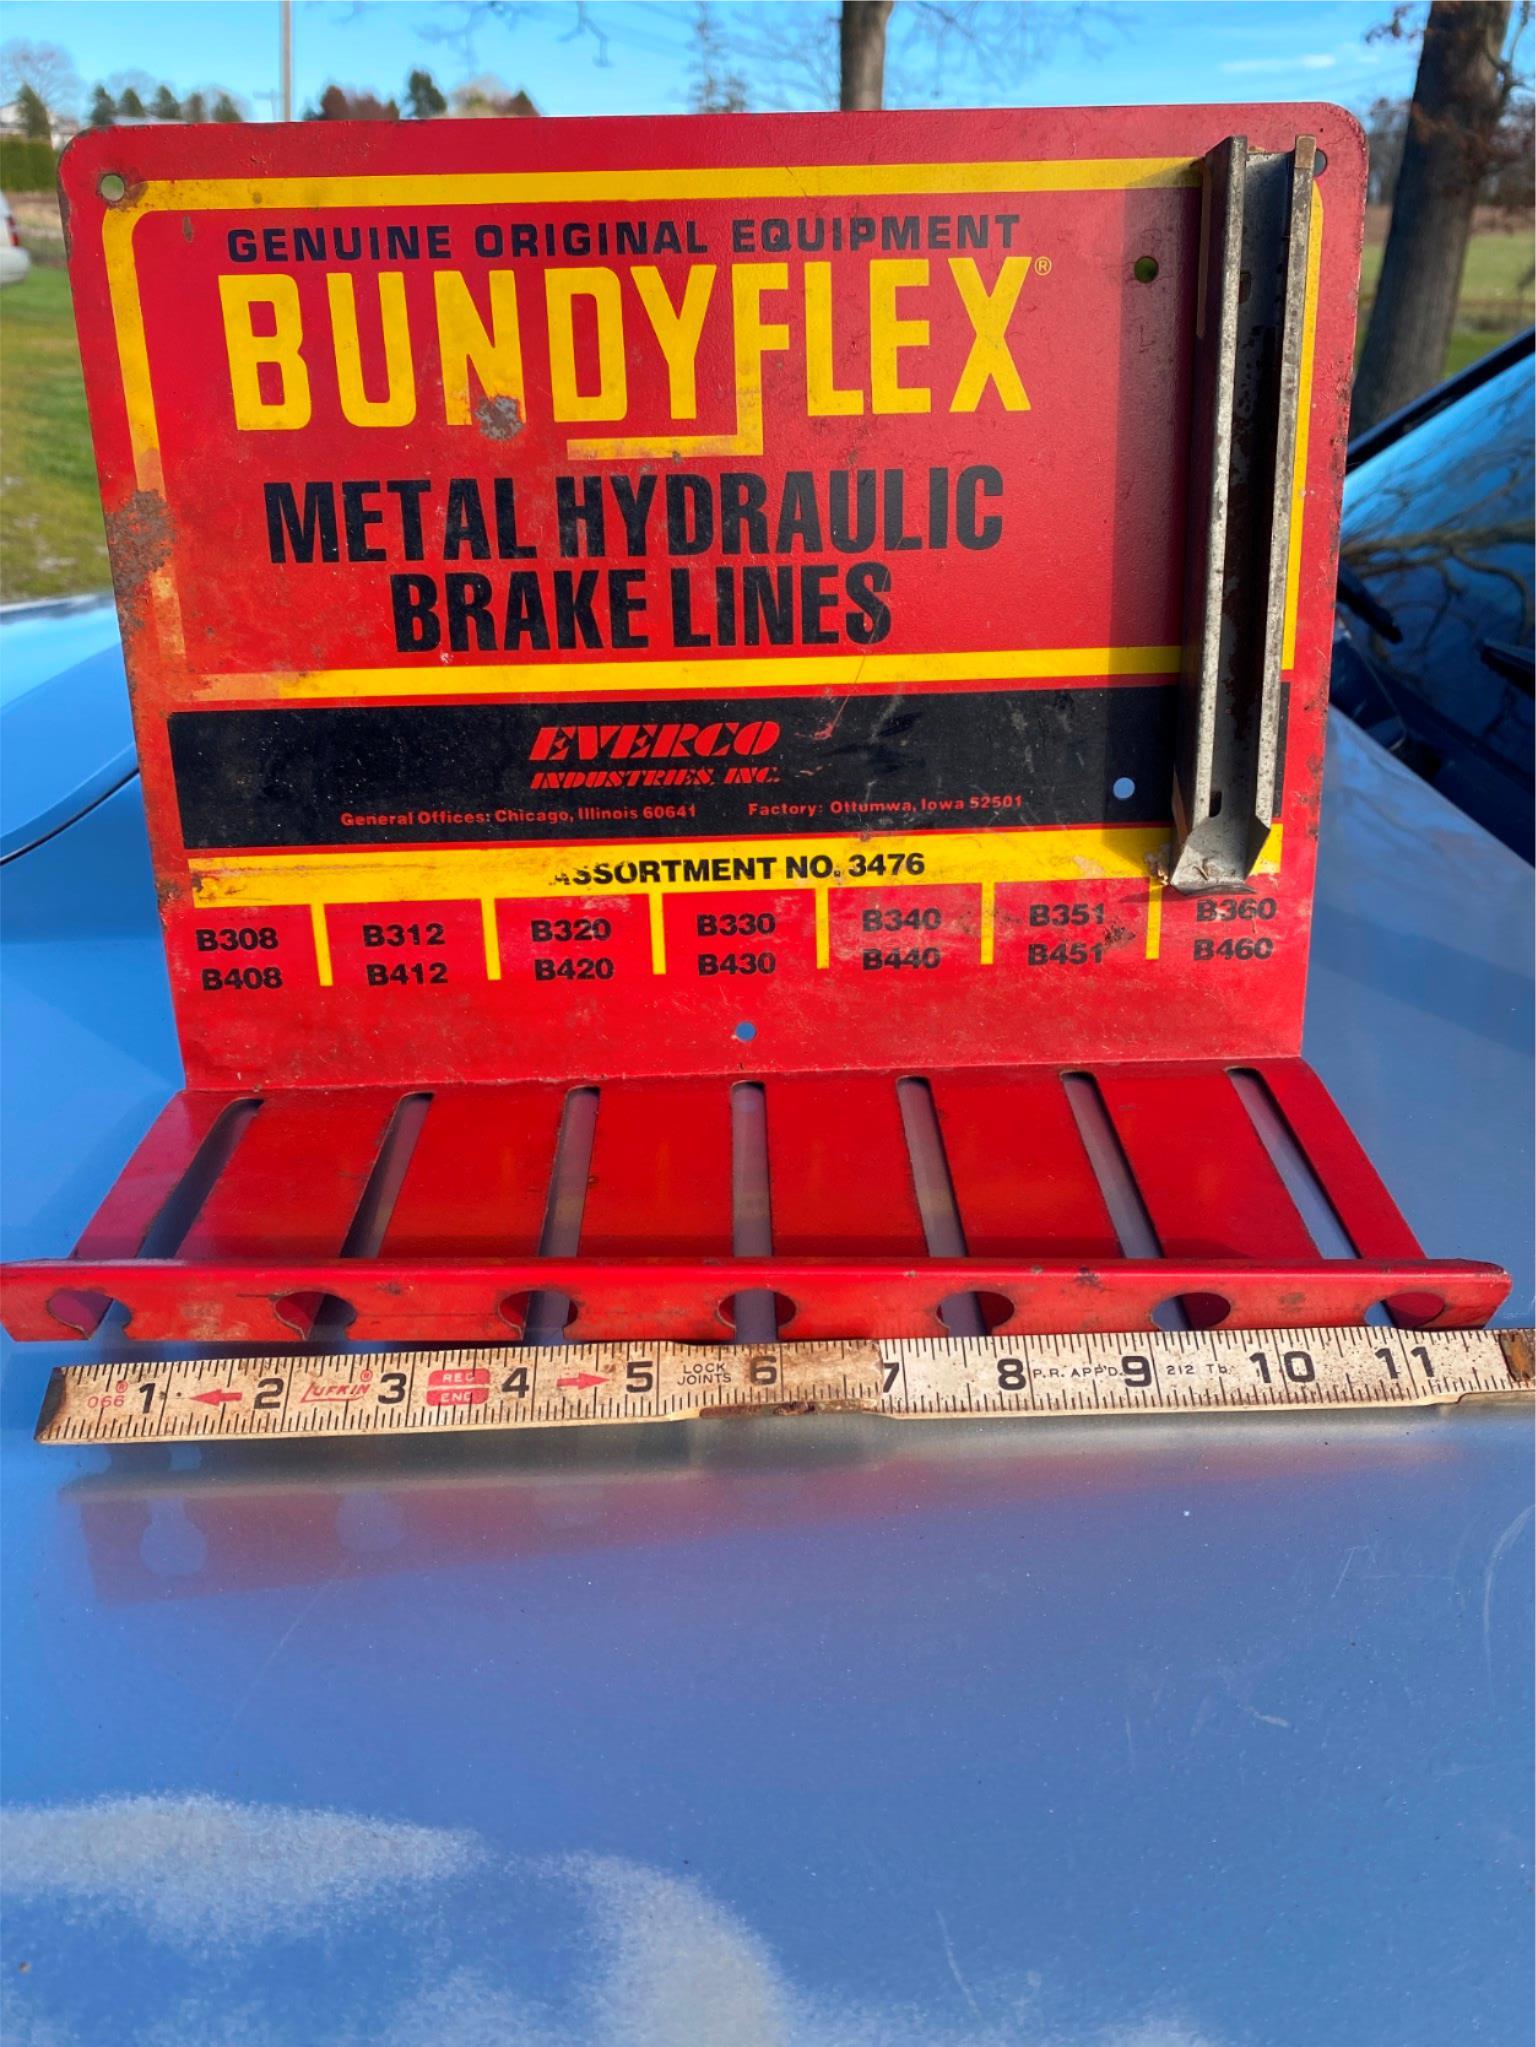 GENUINE ORIGINAL EQUIPMENT
BUNDYFLEX®
METAL HYDRAULIC
BRAKE LINES
EVERCO
INDUSTRIES, INC.
General Offices: Chicago, Illinois 60641 Factory: Ottumwa, Iowa 52501
ASSORTMENT NO. 3476
B308 B312 B320 B330 B340 B351 B360
B408 B412 B420 B430 B440 B451 B460
066® 1 2 LUFKIN® 3 REG END 4 5 LOCK JOINTS 6 7 8 P.R. APP'D. 9 212 Tb 10 11